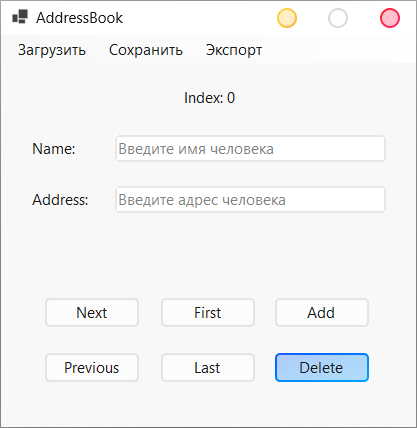 AddressBook
Загрузить Сохранить Экспорт
Index: 0
Name: Введите имя человека
Address: Введите адрес человека
Next First Add
Previous Last Delete